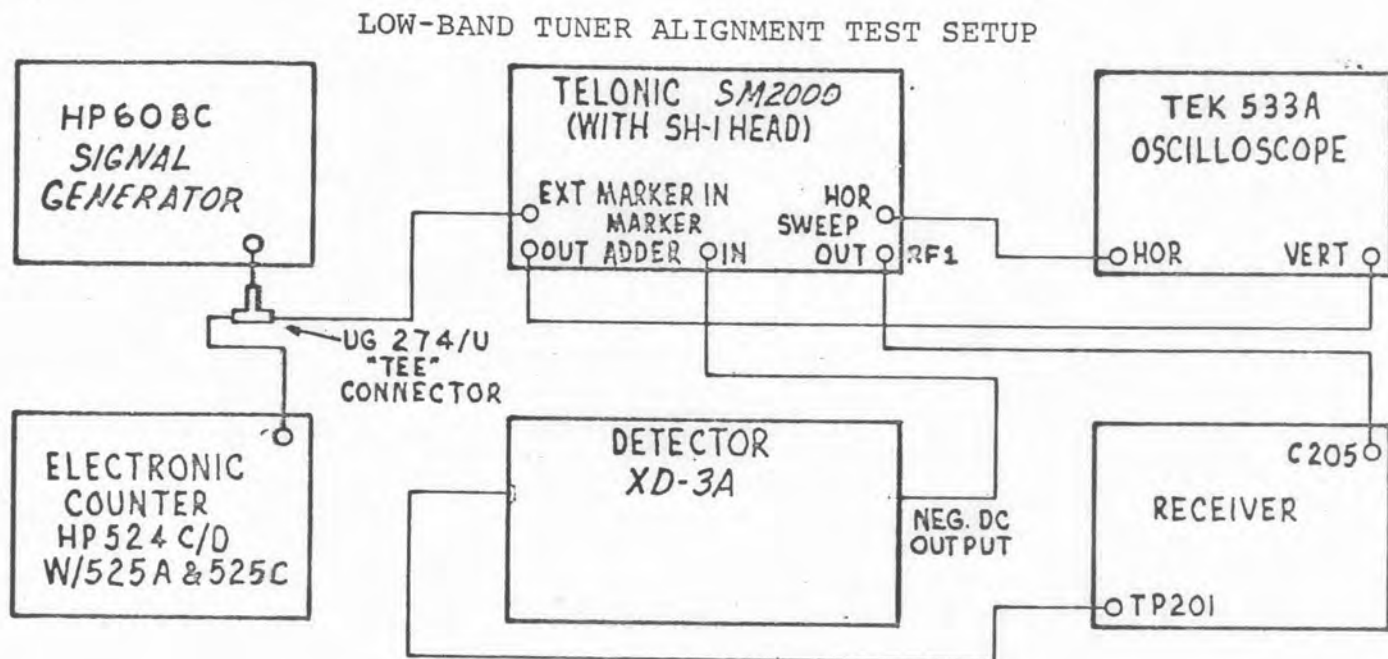 LOW-BAND TUNER ALIGNMENT TEST SETUP
HP608C
SIGNAL
GENERATOR
TELONIC SM2000
(WITH SH-1 HEAD)
EXT MARKER IN
HOR
MARKER
SWEEP
OUT ADDER IN
OUT RF1
TEK 533A
OSCILLOSCOPE
HOR
VERT
UG 274/U
"TEE"
CONNECTOR
ELECTRONIC
COUNTER
HP524 C/D
W/525A & 525C
DETECTOR
XD-3A
NEG. DC
OUTPUT
C205
RECEIVER
TP201